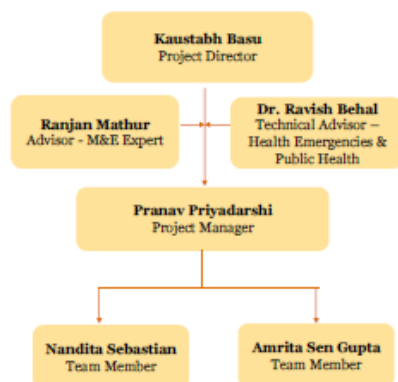 Kaustabh Basu
Project Director
Ranjan Mathur
Advisor - M&E Expert
Dr. Ravish Behal
Technical Advisor –
Health Emergencies &
Public Health
Pranav Priyadarshi
Project Manager
Nandita Sebastian
Team Member
Amrita Sen Gupta
Team Member